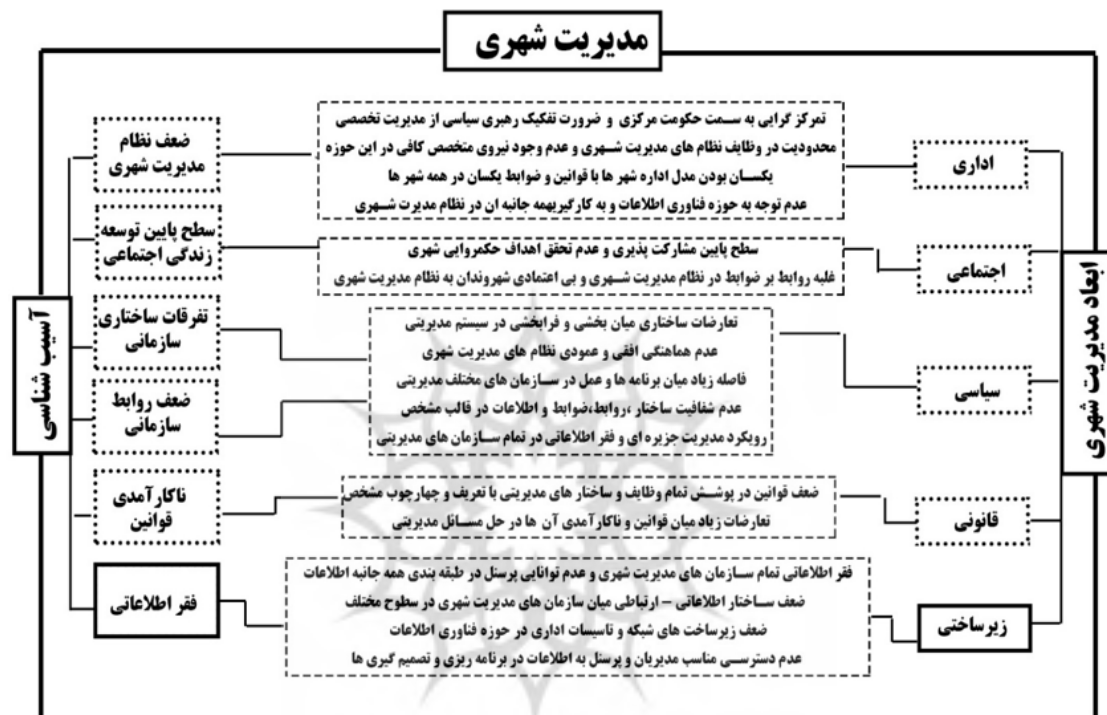 مدیریت شهری
ابعاد مدیریت شهری
اداری
تمرکز گرایی به سمت حکومت مرکزی و ضرورت تفکیک رهبری سیاسی از مدیریت تخصصی
محدودیت در وظایف نظام های مدیریت شهری و عدم وجود نیروی متخصص کافی در این حوزه
یکسان بودن مدل اداره شهر ها با قوانین و ضوابط یکسان در همه شهر ها
عدم توجه به حوزه فناوری اطلاعات و به کارگیریهمه جانبه ان در نظام مدیرت شهری
ضعف نظام
مدیریت شهری
اجتماعی
سطح پایین مشارکت پذیری و عدم تحقق اهداف حکمروایی شهری
غلبه روابط بر ضوابط در نظام مدیریت شهری و بی اعتمادی شهروندان به نظام مدیریت شهری
سطح پایین توسعه
زندگی اجتماعی
سیاسی
تعارضات ساختاری میان بخشی و فرابخشی در سیستم مدیریتی
عدم هماهنگی افقی و عمودی نظام های مدیریت شهری
فاصله زیاد میان برنامه ها و عمل در سازمان های مختلف مدیریتی
عدم شفافیت ساختار ،روابط،ضوابط و اطلاعات در قالب مشخص
رویکرد مدیریت جزیره ای و فقر اطلاعاتی در تمام سازمان های مدیریتی
تفرقات ساختاری
سازمانی
ضعف روابط
سازمانی
قانونی
ضعف قوانین در پوشش تمام وظایف و ساختار های مدیریتی با تعریف و چهارچوب مشخص
تعارضات زیاد میان قوانین و ناکارآمدی آن ها در حل مسائل مدیریتی
ناکارآمدی
قوانین
زیرساختی
فقر اطلاعاتی تمام سازمان های مدیریت شهری و عدم توانایی پرسنل در طبقه بندی همه جانبه اطلاعات
ضعف ساختار اطلاعاتی – ارتباطی میان سازمان های مدیریت شهری در سطوح مختلف
ضعف زیرساخت های شبکه و تاسیسات اداری در حوزه فناوری اطلاعات
عدم دسترسی مناسب مدیران و پرسنل به اطلاعات در برنامه ریزی و تصمیم گیری ها
فقر اطلاعاتی
آسیب شناسی